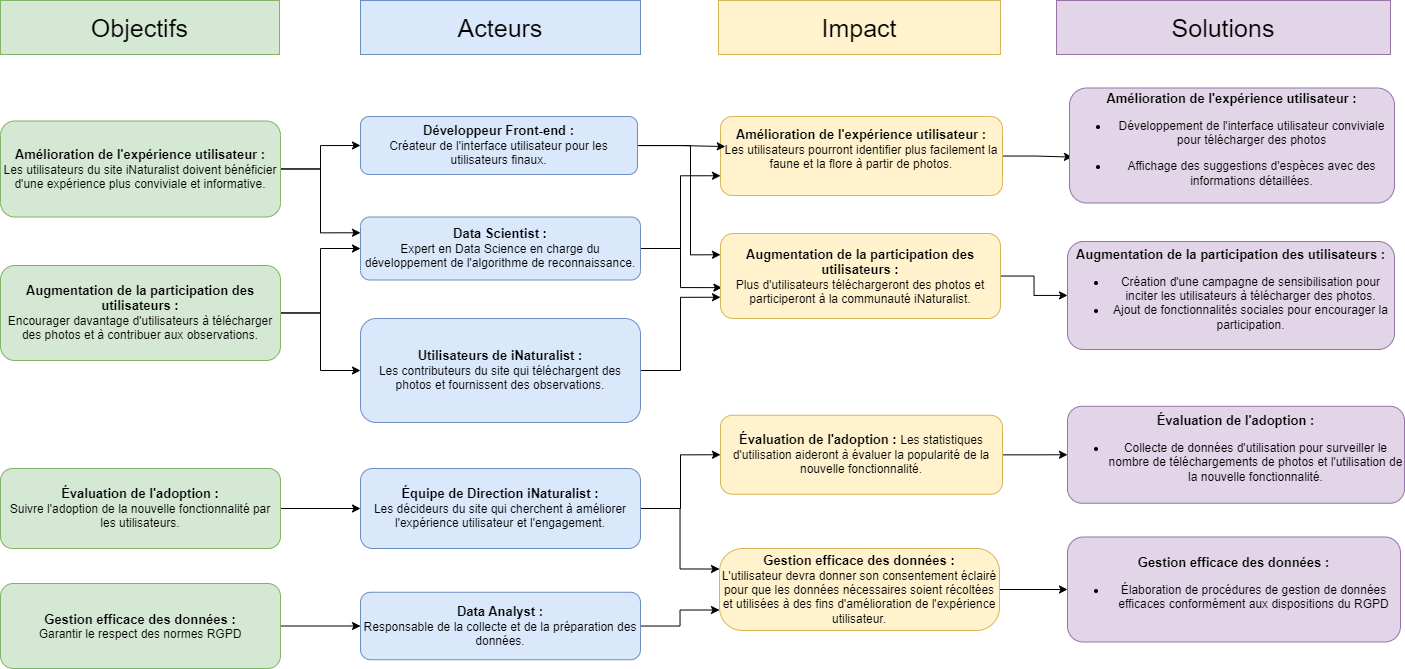 Objectifs
Acteurs
Impact
Solutions
Amélioration de l'expérience utilisateur :
Les utilisateurs du site iNaturalist doivent bénéficier
d'une expérience plus conviviale et informative.
Augmentation de la participation des
utilisateurs :
Encourager davantage d'utilisateurs à télécharger
des photos et à contribuer aux observations.
Évaluation de l'adoption :
Suivre l'adoption de la nouvelle fonctionnalité par
les utilisateurs.
Gestion efficace des données :
Garantir le respect des normes RGPD
Développeur Front-end :
Créateur de l'interface utilisateur pour les
utilisateurs finaux.
Data Scientist :
Expert en Data Science en charge du
développement de l'algorithme de reconnaissance.
Utilisateurs de iNaturalist :
Les contributeurs du site qui téléchargent des
photos et fournissent des observations.
Équipe de Direction iNaturalist :
Les décideurs du site qui cherchent à améliorer
l'expérience utilisateur et l'engagement.
Data Analyst :
Responsable de la collecte et de la préparation des
données.
Amélioration de l'expérience utilisateur :
Les utilisateurs pourront identifier plus facilement la
faune et la flore à partir de photos.
Augmentation de la participation des
utilisateurs :
Plus d'utilisateurs téléchargeront des photos et
participeront à la communauté iNaturalist.
Évaluation de l'adoption : Les statistiques
d'utilisation aideront à évaluer la popularité de la
nouvelle fonctionnalité.
Gestion efficace des données :
L'utilisateur devra donner son consentement éclairé
pour que les données nécessaires soient récoltées
et utilisées à des fins d'amélioration de l'expérience
utilisateur.
Amélioration de l'expérience utilisateur :
• Développement de l'interface utilisateur conviviale
pour télécharger des photos
• Affichage des suggestions d'espèces avec des
informations détaillées.
Augmentation de la participation des utilisateurs :
• Création d'une campagne de sensibilisation pour
inciter les utilisateurs à télécharger des photos.
• Ajout de fonctionnalités sociales pour encourager la
participation.
Évaluation de l'adoption :
• Collecte de données d'utilisation pour surveiller le
nombre de téléchargements de photos et l'utilisation de
la nouvelle fonctionnalité.
Gestion efficace des données :
• Élaboration de procédures de gestion de données
efficaces conformément aux dispositions du RGPD